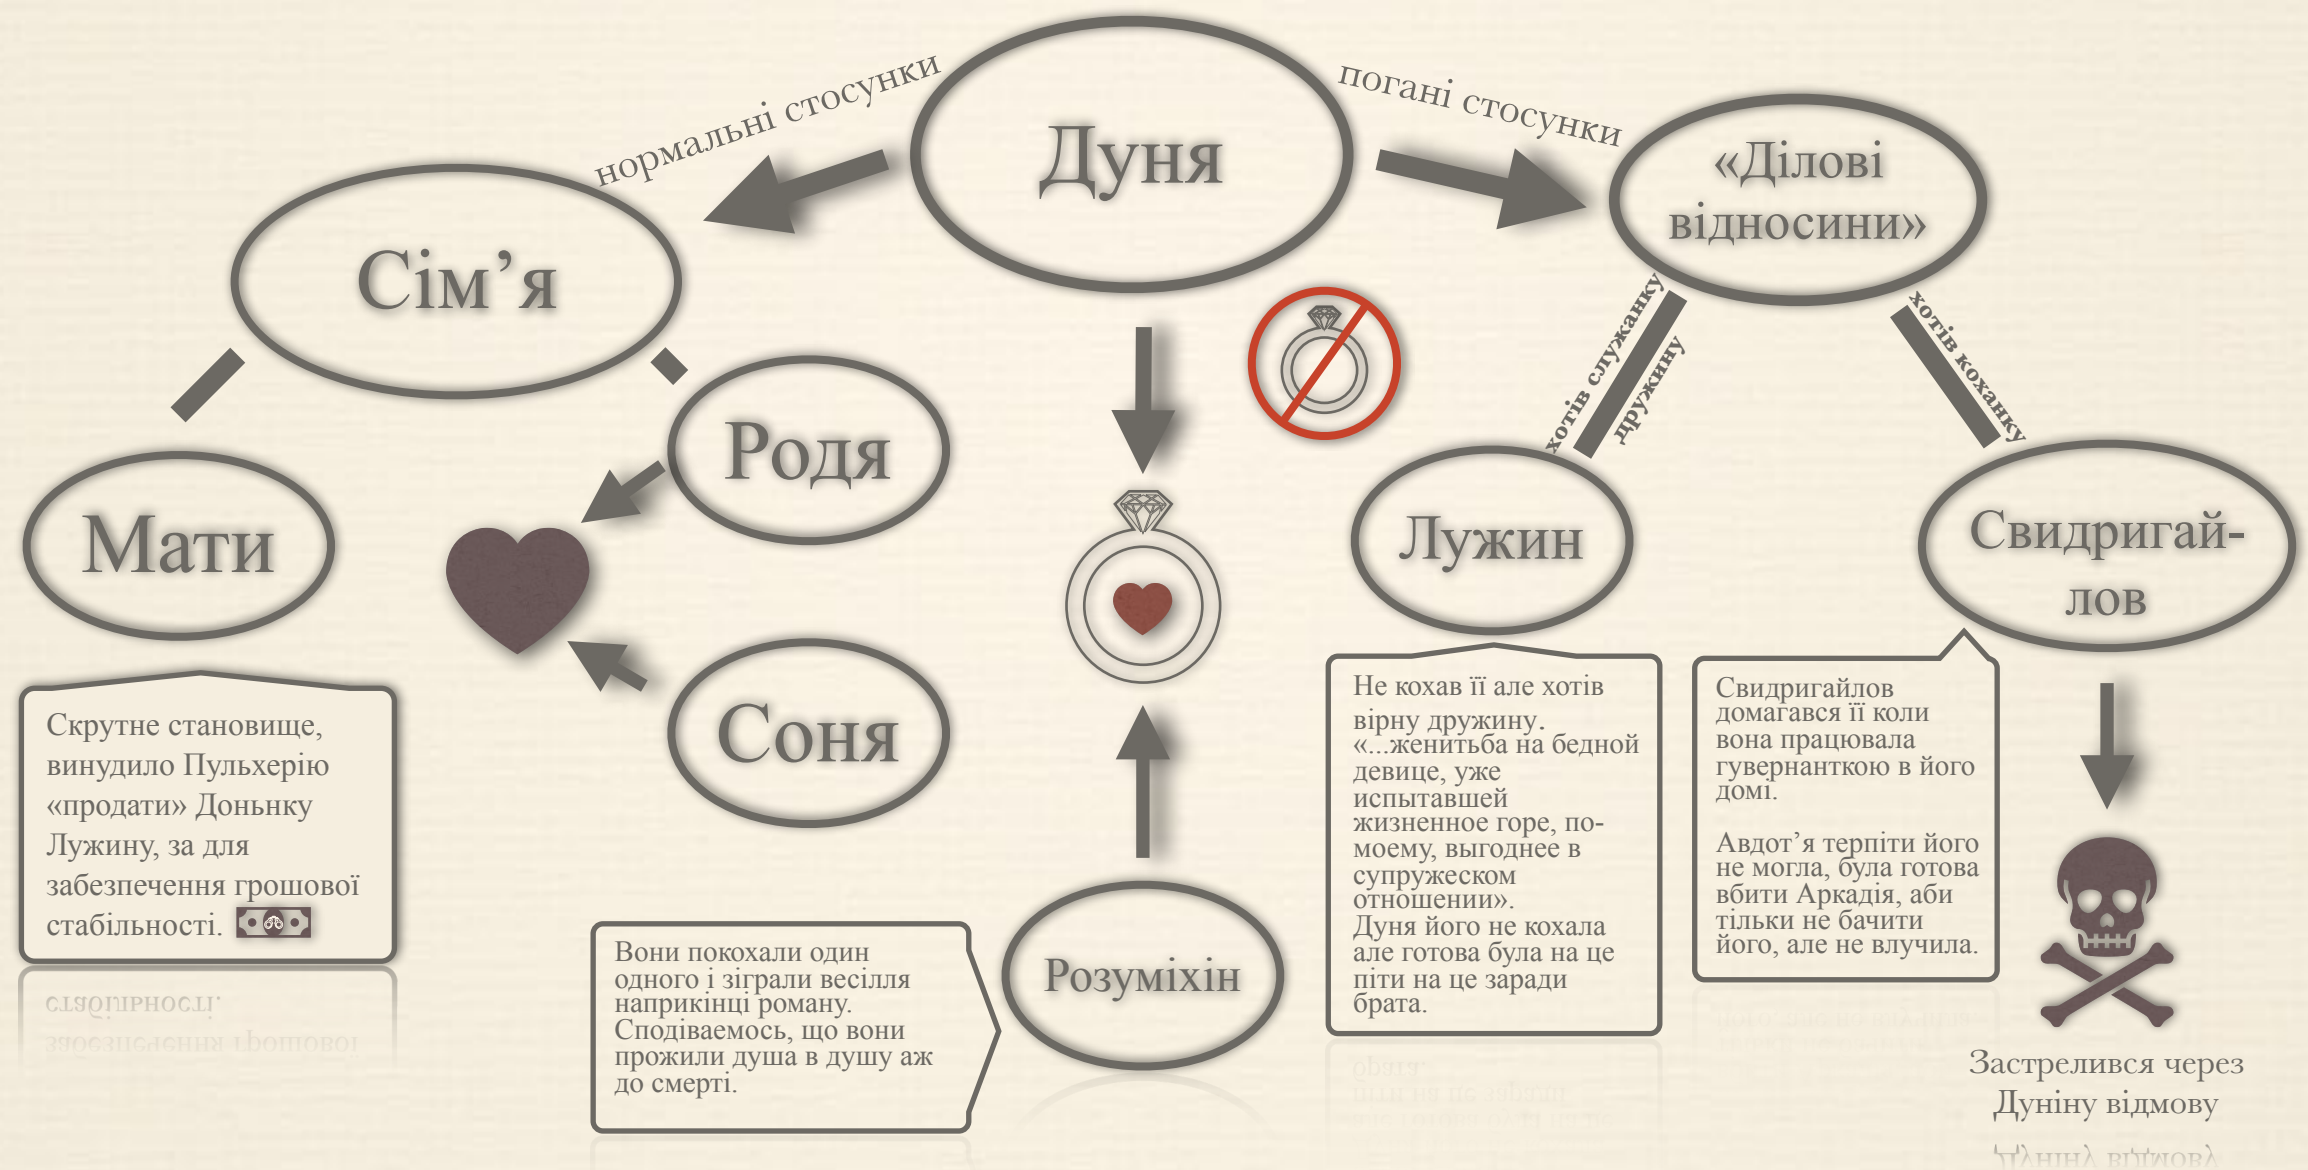 Дуня
нормальні стосунки
погані стосунки
«Ділові
відносини»
Сім’я
хотів служанку
дружину
хотів коханку
Родя
Мати
Лужин
Свидригай-
лов
Соня
Скрутне становище,
винудило Пульхерію
«продати» Доньнку
Лужину, за для
забезпечення грошової
стабільності.
Вони покохали один
одного і зіграли весілля
наприкінці роману.
Сподіваемось, що вони
прожили душа в душу аж
до смерті.
Розуміхін
Не кохав її але хотів
вірну дружину.
«...женитьба на бедной
девице, уже
испытавшей
жизненное горе, по-
моему, выгоднее в
супружеском
отношении».
Дуня його не кохала
але готова була на це
піти на це заради
брата.
Свидригайлов
домагався її коли
вона працювала
гувернанткою в його
домі.
Авдот’я терпіти його
не могла, була готова
вбити Аркадія, аби
тільки не бачити
його, але не влучила.
Застрелився через
Дуніну відмову